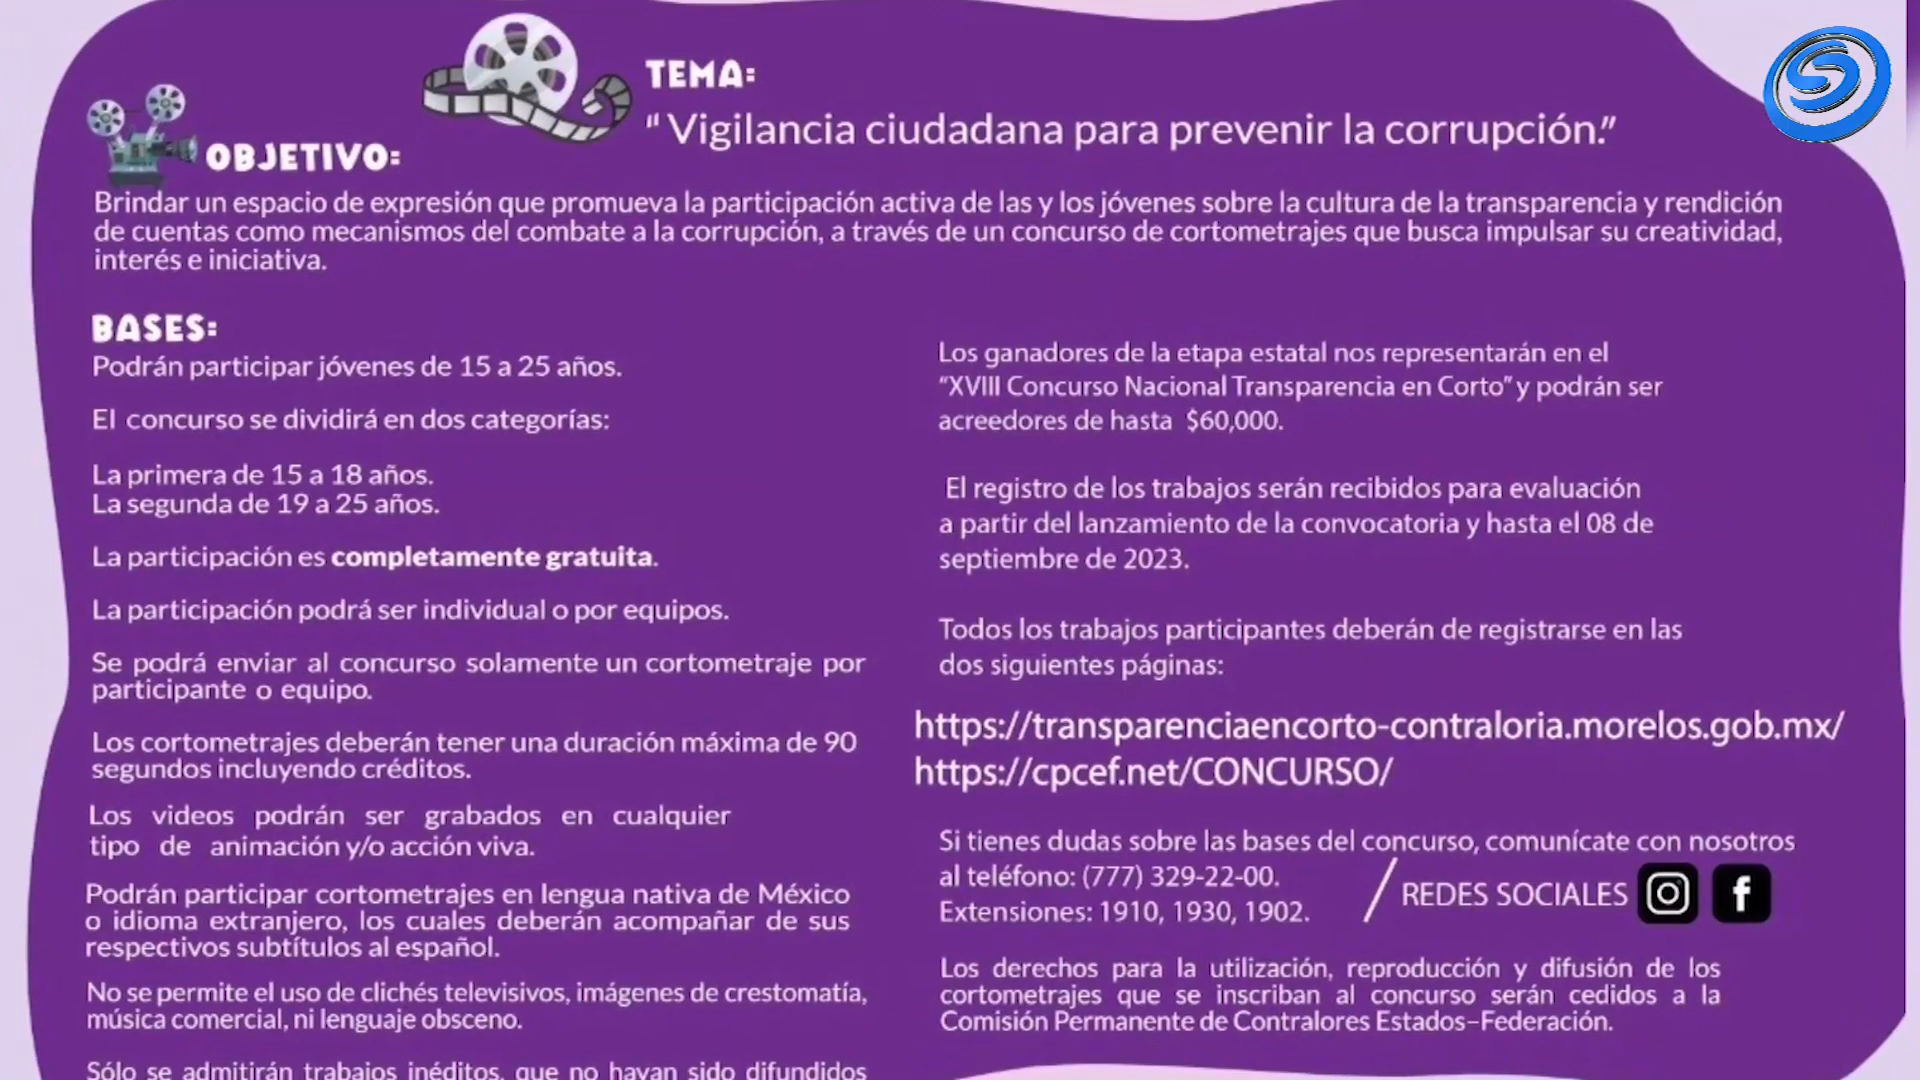 TEMA:
“ Vigilancia ciudadana para prevenir la corrupción.”
OBJETIVO:
Brindar un espacio de expresión que promueva la participación activa de las y los jóvenes sobre la cultura de la transparencia y rendición
de cuentas como mecanismos del combate a la corrupción, a través de un concurso de cortometrajes que busca impulsar su creatividad,
interés e iniciativa.
BASES:
Podrán participar jóvenes de 15 a 25 años.
El concurso se dividirá en dos categorías:
La primera de 15 a 18 años.
La segunda de 19 a 25 años.
La participación es completamente gratuita.
La participación podrá ser individual o por equipos.
Se podrá enviar al concurso solamente un cortometraje por
participante o equipo.
Los cortometrajes deberán tener una duración máxima de 90
segundos incluyendo créditos.
Los videos podrán ser grabados en cualquier
tipo de animación y/o acción viva.
Podrán participar cortometrajes en lengua nativa de México
o idioma extranjero, los cuales deberán acompañar de sus
respectivos subtítulos al español.
No se permite el uso de clichés televisivos, imágenes de crestomatía,
música comercial, ni lenguaje obsceno.
Sólo se admitirán trabajos inéditos, que no hayan sido difundidos
Los ganadores de la etapa estatal nos representarán en el
“XVIII Concurso Nacional Transparencia en Corto” y podrán ser
acreedores de hasta $60,000.
El registro de los trabajos serán recibidos para evaluación
a partir del lanzamiento de la convocatoria y hasta el 08 de
septiembre de 2023.
Todos los trabajos participantes deberán de registrarse en las
dos siguientes páginas:
https://transparenciaencorto-contraloria.morelos.gob.mx/
https://cpcef.net/CONCURSO/
Si tienes dudas sobre las bases del concurso, comunícate con nosotros
al teléfono: (777) 329-22-00.
Extensiones: 1910, 1930, 1902.
/ REDES SOCIALES
Los derechos para la utilización, reproducción y difusión de los
cortometrajes que se inscriban al concurso serán cedidos a la
Comisión Permanente de Contralores Estados–Federación.